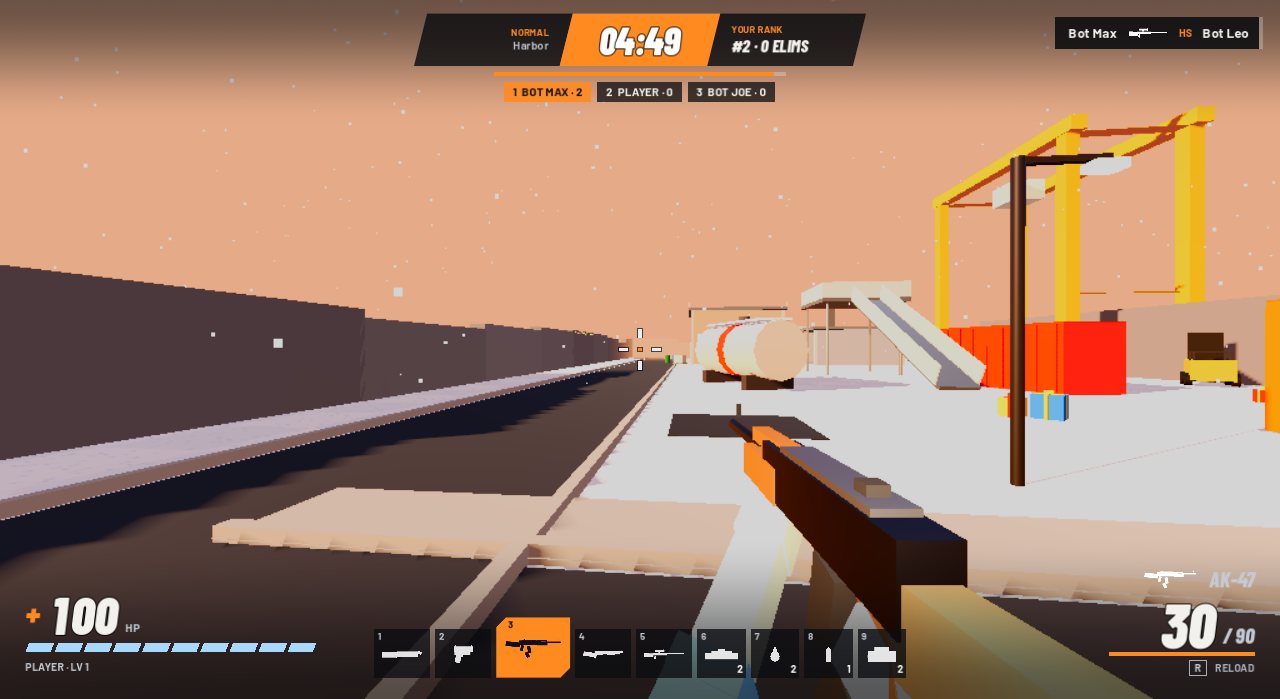 NORMAL
Harbor
04:49
YOUR RANK
#2 · 0 ELIMS
1 BOT MAX · 2
2 PLAYER · 0
3 BOT JOE · 0
Bot Max HS Bot Leo
+ 100 HP
PLAYER · LV 1
1
2
3
4
5
6
2
7
2
8
1
9
2
AK-47
30 / 90
R RELOAD